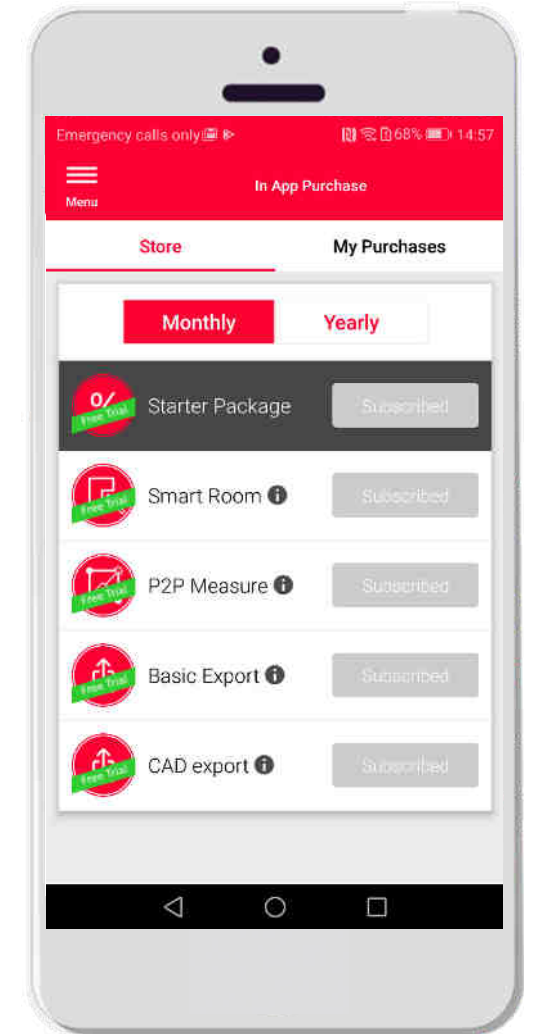 Emergency calls only 68% 14:57
Menu
In App Purchase
Store My Purchases
Monthly Yearly
% Free Trial Starter Package Subscribed
Free Trial Smart Room Subscribed
Free Trial P2P Measure Subscribed
Free Trial Basic Export Subscribed
Free Trial CAD export Subscribed